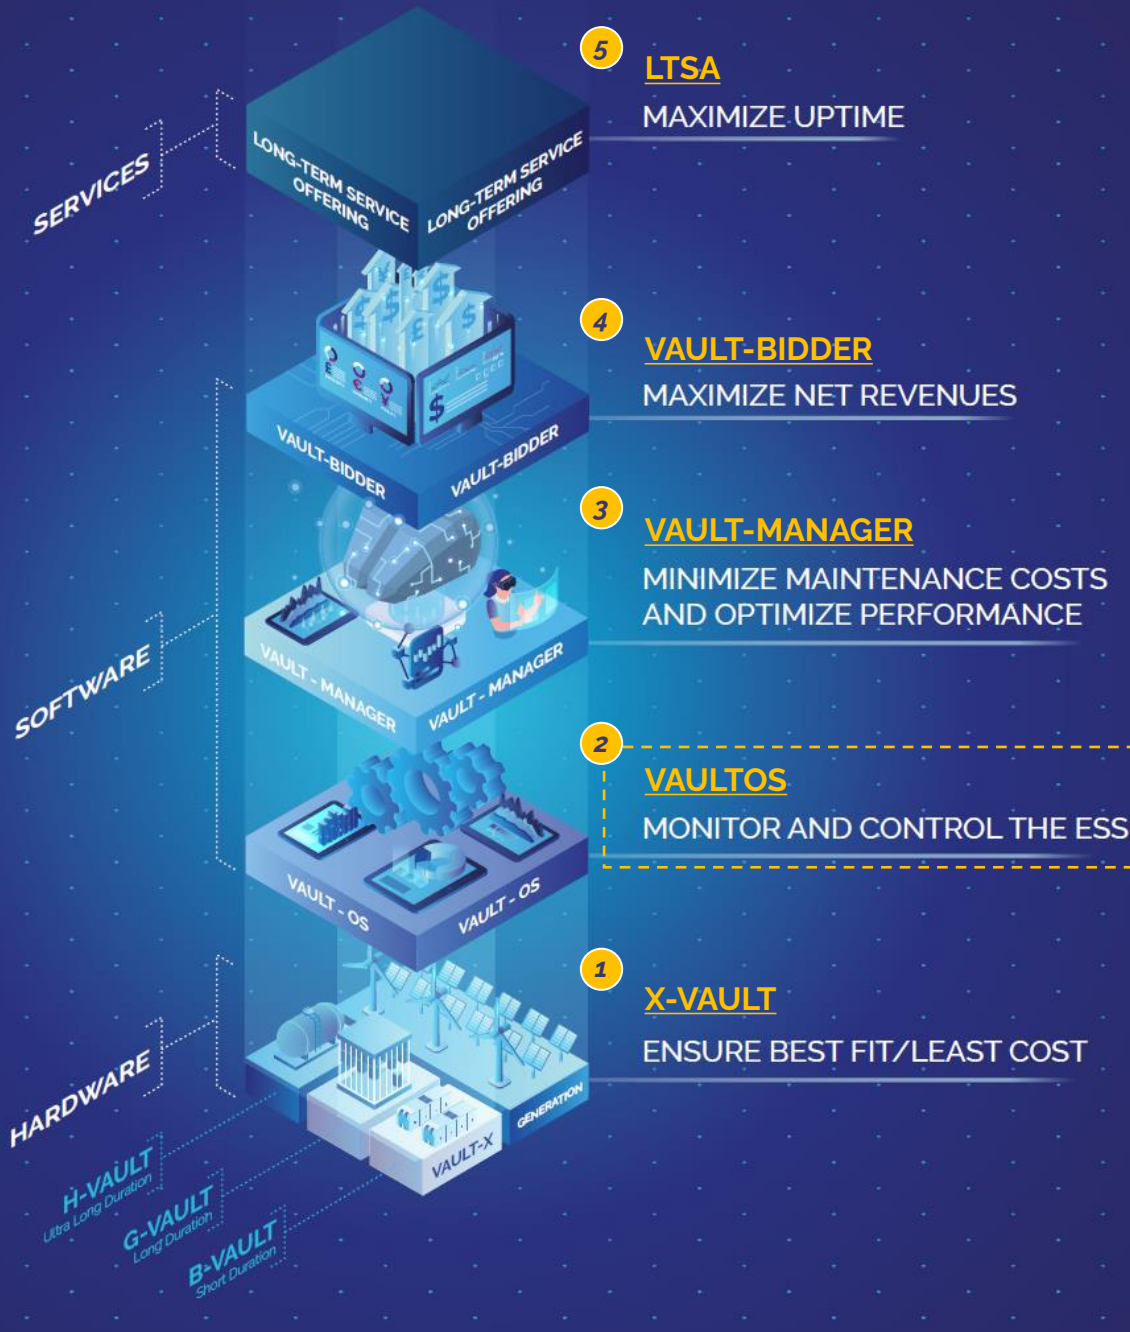 5
LTSA
MAXIMIZE UPTIME
SERVICES
LONG-TERM SERVICE
OFFERING
LONG-TERM SERVICE
OFFERING
4
VAULT-BIDDER
MAXIMIZE NET REVENUES
VAULT-BIDDER
VAULT-BIDDER
3
VAULT-MANAGER
MINIMIZE MAINTENANCE COSTS
AND OPTIMIZE PERFORMANCE
SOFTWARE
VAULT - MANAGER
VAULT - MANAGER
2
VAULTOS
MONITOR AND CONTROL THE ESS
VAULT - OS
VAULT - OS
1
X-VAULT
ENSURE BEST FIT/LEAST COST
HARDWARE
GENERATION
VAULT-X
H-VAULT
Ultra Long Duration
G-VAULT
Long Duration
B-VAULT
Short Duration